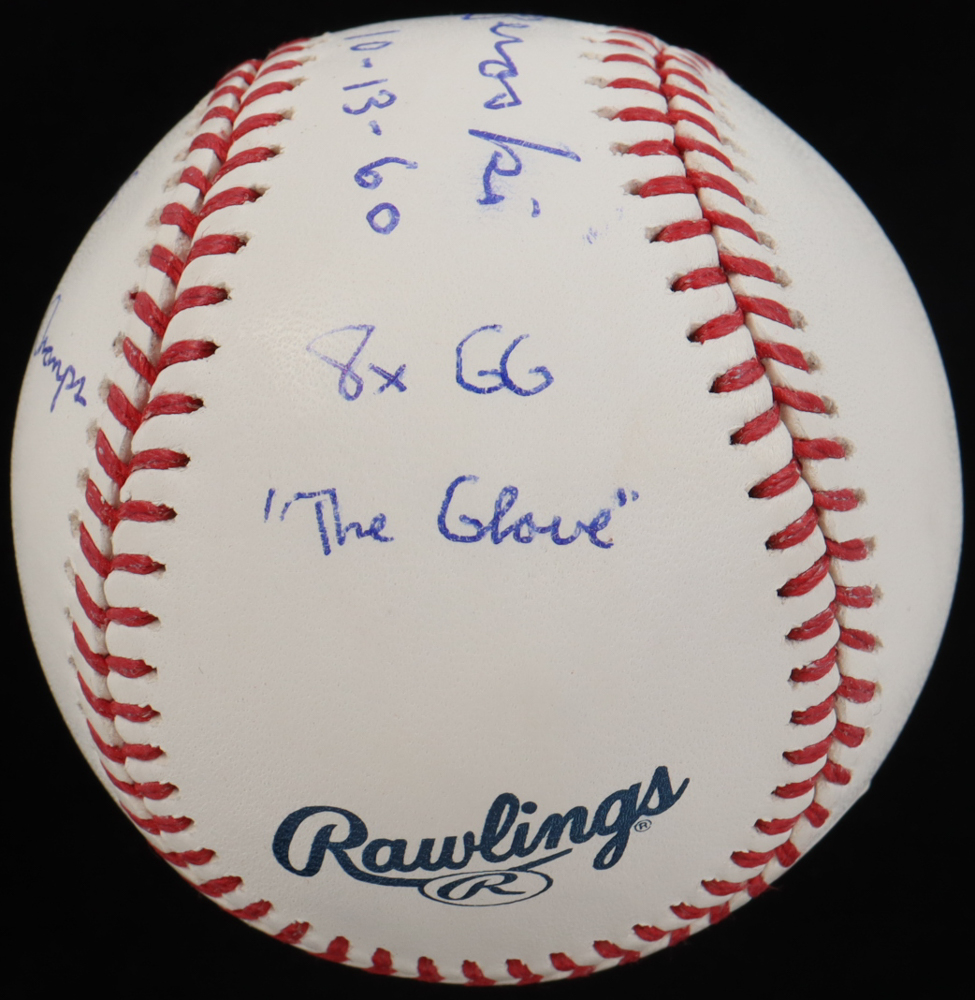 10-13-60
8x GG
"The Glove"
Rawlings®
R